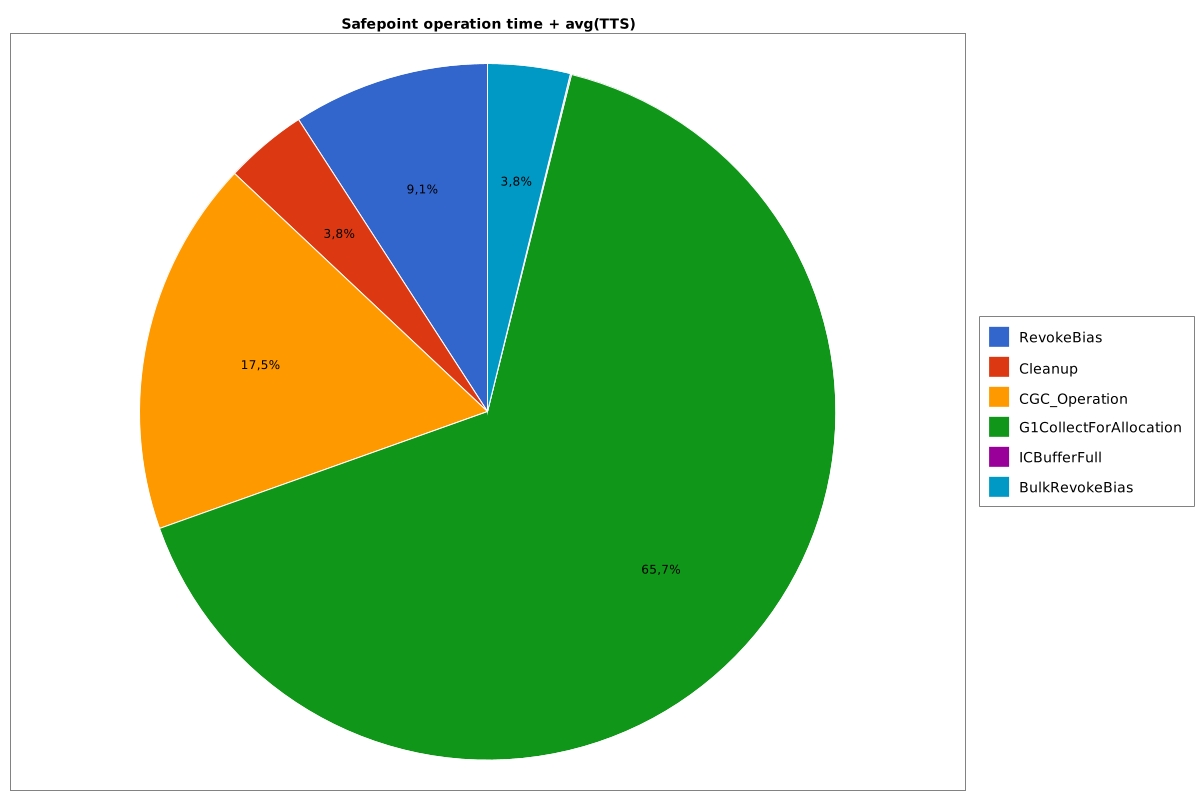 Safepoint operation time + avg(TTS)
9,1%
3,8%
3,8%
17,5%
65,7%
RevokeBias
Cleanup
CGC_Operation
G1CollectForAllocation
ICBufferFull
BulkRevokeBias